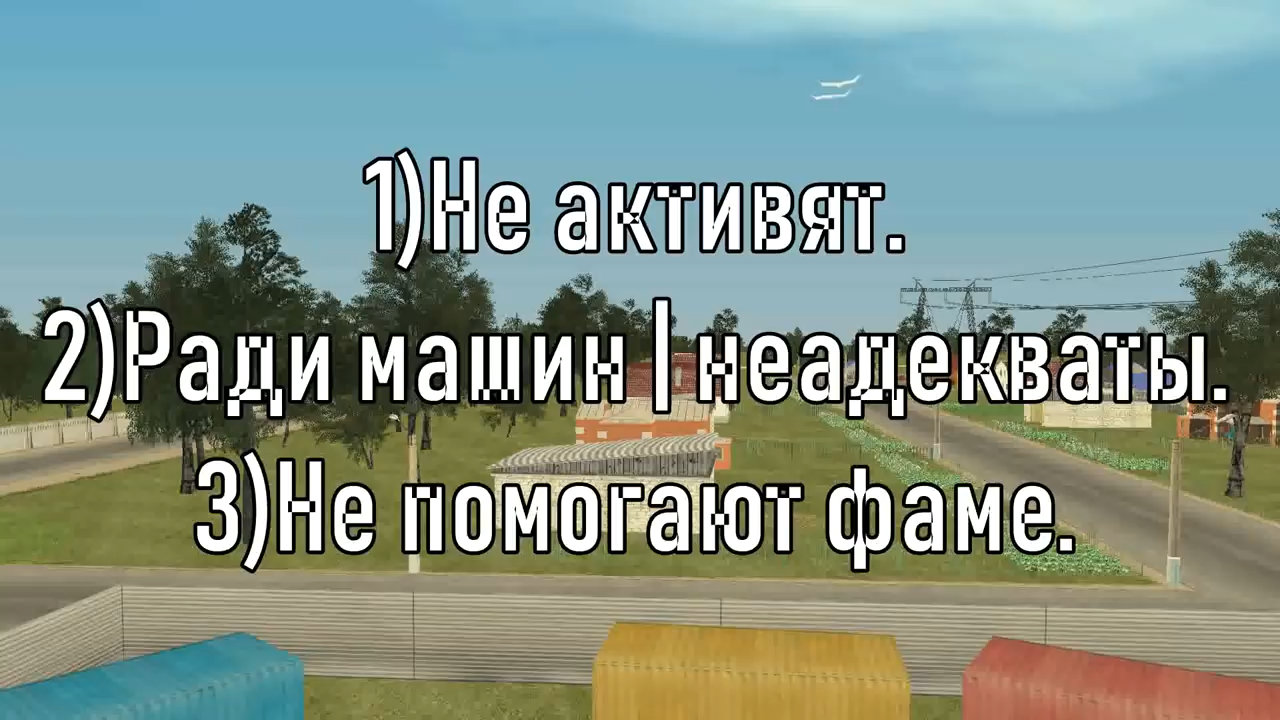 1)Не активят.
2)Ради машин | неадекваты.
3)Не помогают фаме.